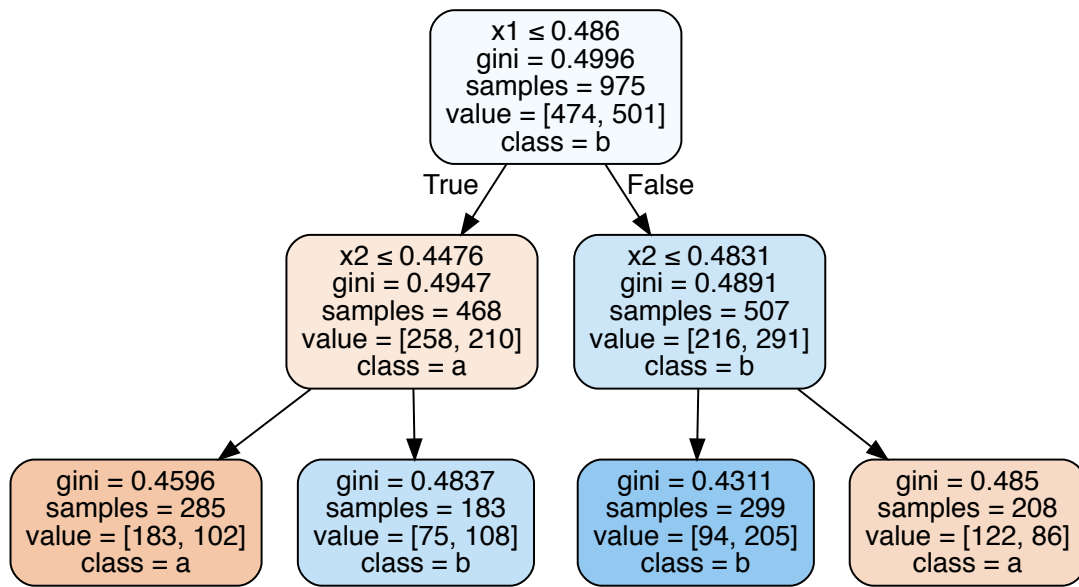 x1 ≤ 0.486
gini = 0.4996
samples = 975
value = [474, 501]
class = b
True
False
x2 ≤ 0.4476
gini = 0.4947
samples = 468
value = [258, 210]
class = a
x2 ≤ 0.4831
gini = 0.4891
samples = 507
value = [216, 291]
class = b
gini = 0.4596
samples = 285
value = [183, 102]
class = a
gini = 0.4837
samples = 183
value = [75, 108]
class = b
gini = 0.4311
samples = 299
value = [94, 205]
class = b
gini = 0.485
samples = 208
value = [122, 86]
class = a